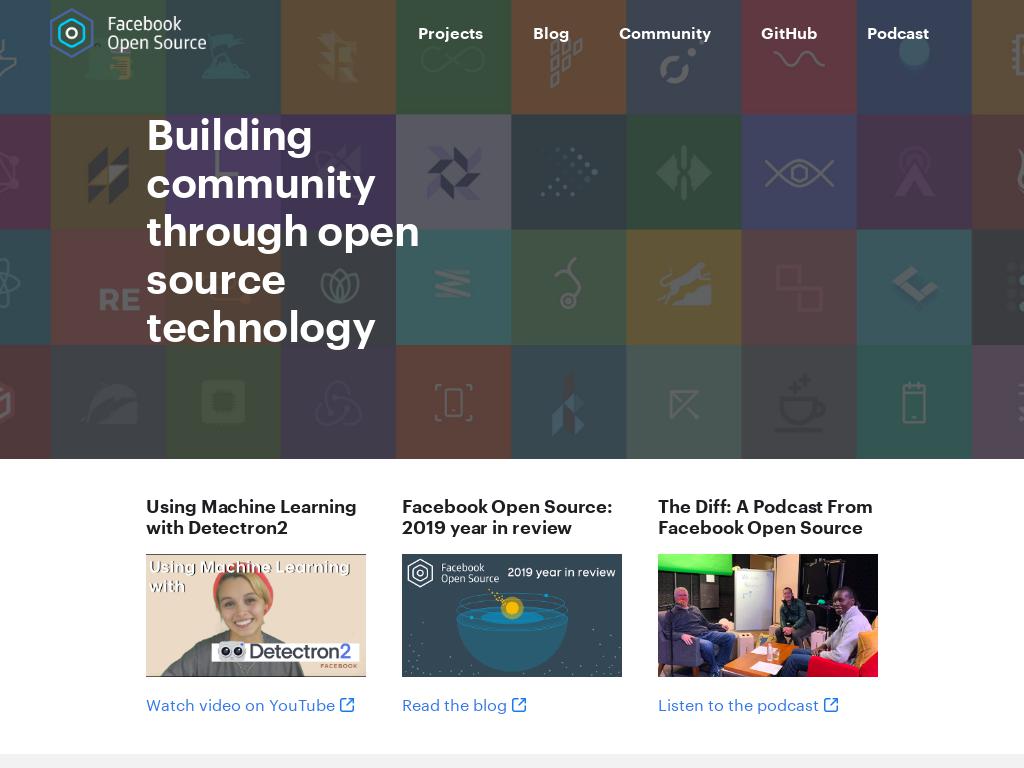 Facebook
Open Source
Projects
Blog
Community
GitHub
Podcast
Building
community
through open
source
technology
RE
Using Machine Learning
with Detectron2
Using Machine Learning
with
Detectron2
FACEBOOK
Watch video on YouTube
Facebook Open Source:
2019 year in review
Facebook
Open Source
2019 year in review
Read the blog
The Diff: A Podcast From
Facebook Open Source
Listen to the podcast